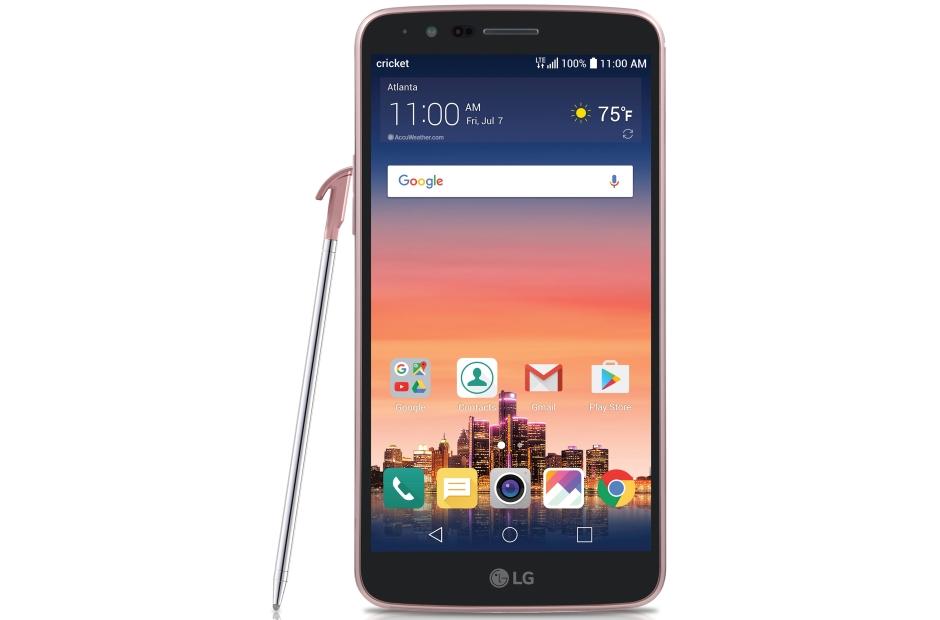 cricket
LTE 100% 11:00 AM
Atlanta
11:00 AM
Fri, Jul 7
75°F
AccuWeather.com
Google
G
Google Contacts Gmail Play Store
LG